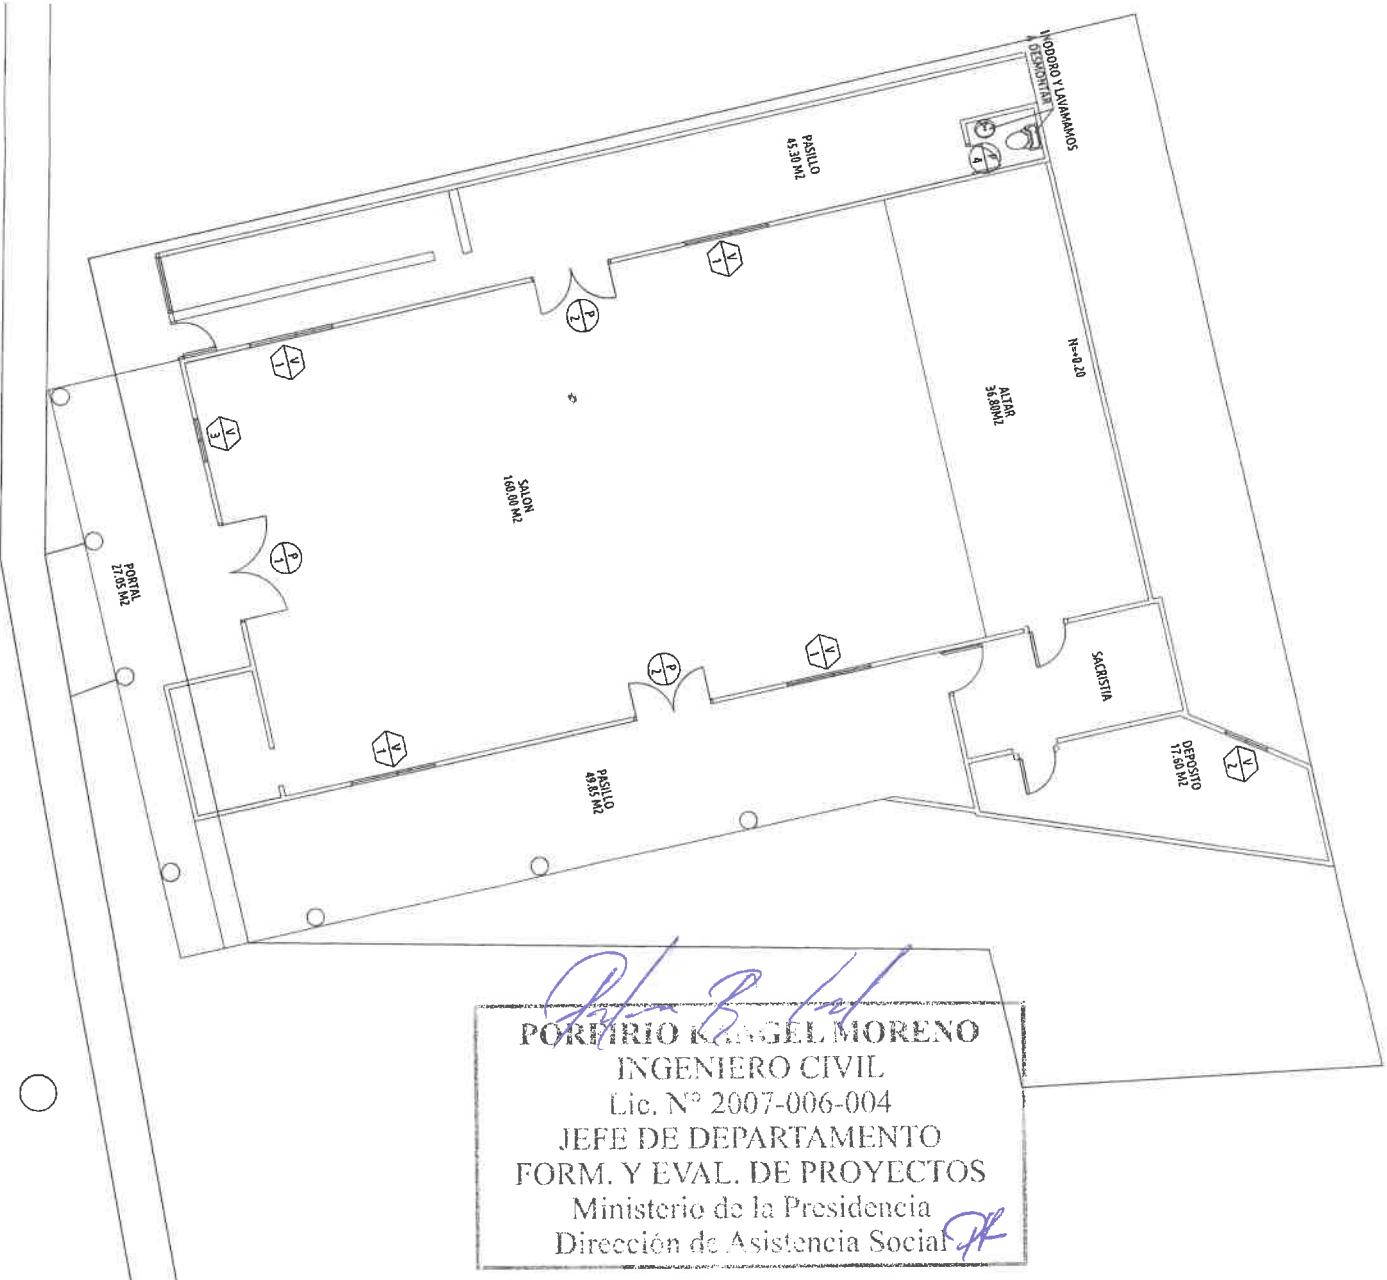 INODORO Y LAVAMAMOS
A DESMONTAR
PASILLO
45.30 M2
4
V
1
P
2
N=+0.20
V
1
ALTAR
36.80M2
V
3
SALON
160.00 M2
P
1
PORTAL
27.05 M2
V
1
P
2
SACRISTIA
V
1
DEPOSITO
17.60 M2
V
2
PASILLO
49.85 M2
PORFIRIO RANGEL MORENO
INGENIERO CIVIL
Lic. N° 2007-006-004
JEFE DE DEPARTAMENTO
FORM. Y EVAL. DE PROYECTOS
Ministerio de la Presidencia
Dirección de Asistencia Social